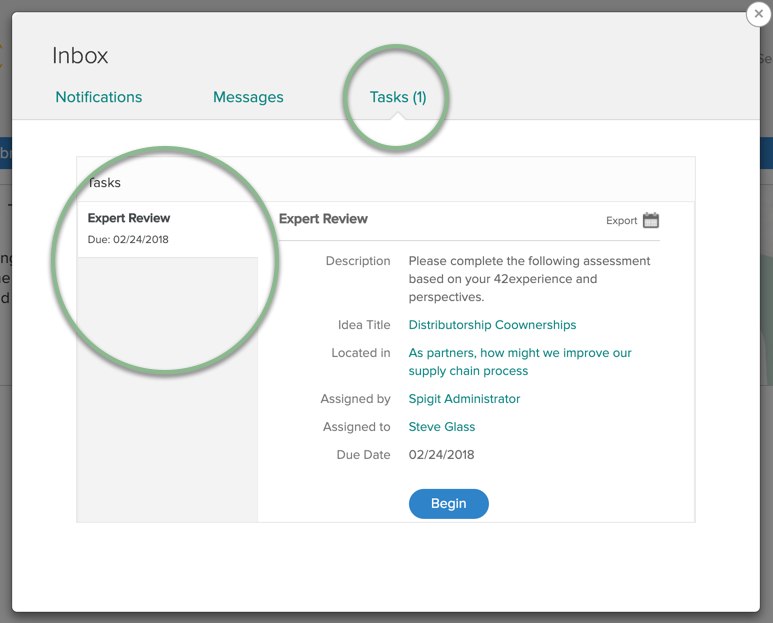 Inbox
Notifications
Messages
Tasks (1)
Tasks
Expert Review
Due: 02/24/2018
Expert Review
Export
Description
Please complete the following assessment
based on your 42experience and
perspectives.
Idea Title
Distributorship Coownerships
Located in
As partners, how might we improve our
supply chain process
Assigned by
Spigit Administrator
Assigned to
Steve Glass
Due Date
02/24/2018
Begin